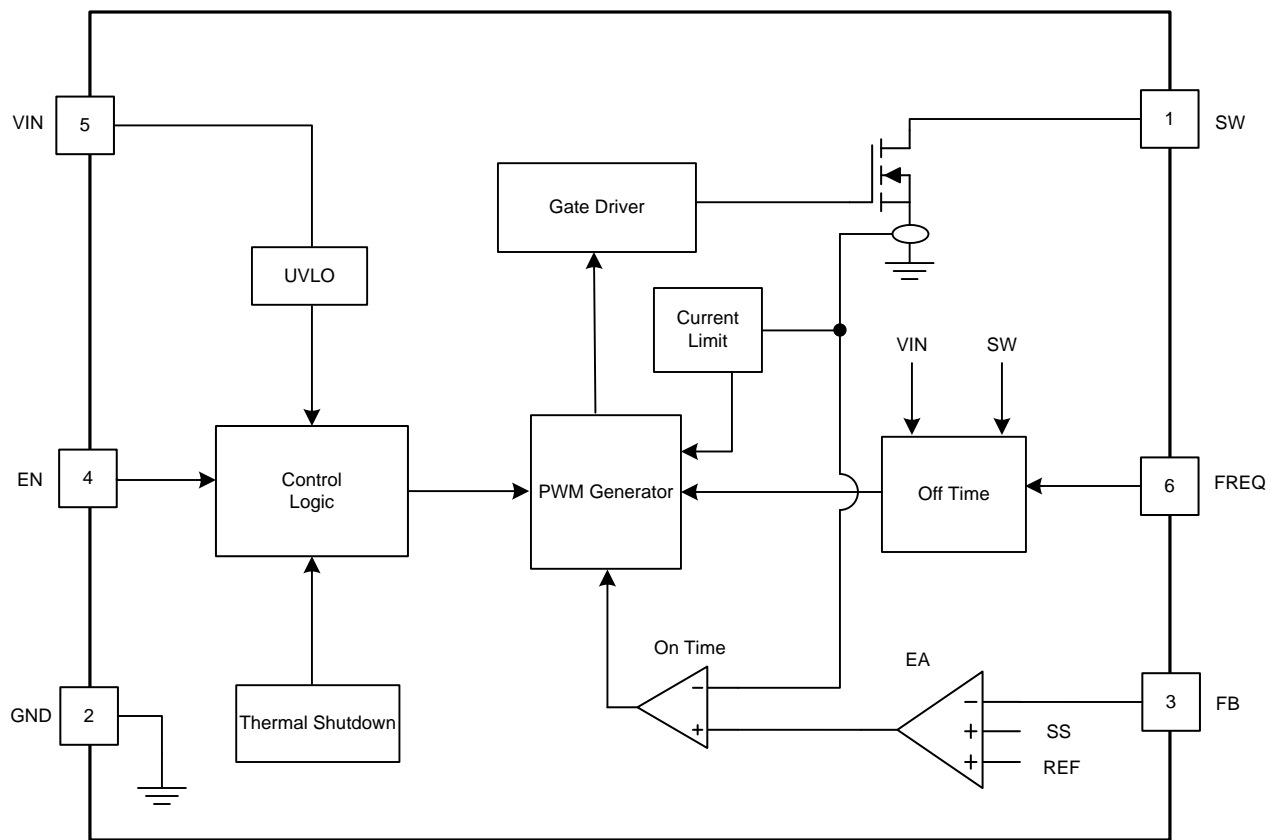 VIN
5
1
SW
Gate Driver
UVLO
Current
Limit
VIN
SW
EN
4
Control
Logic
PWM Generator
Off Time
6
FREQ
On Time
EA
GND
2
Thermal Shutdown
−
+
−
+
+
SS
REF
3
FB